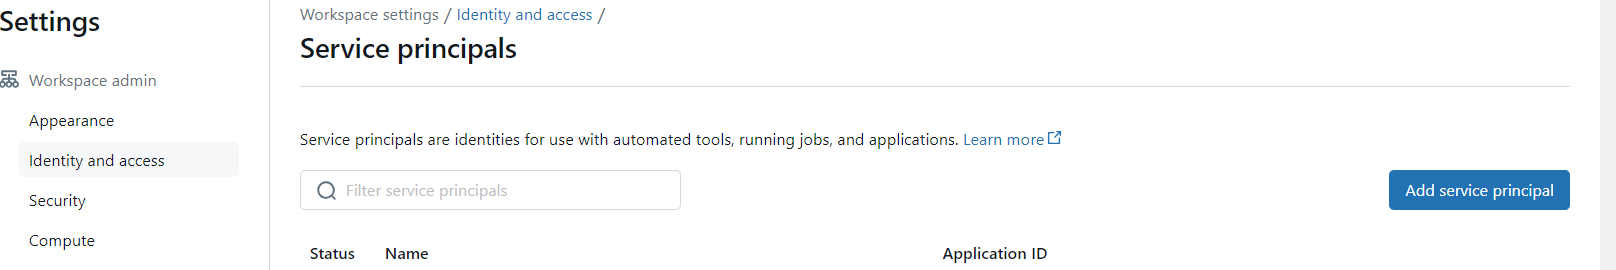 Settings
Workspace admin
Appearance
Identity and access
Security
Compute
Workspace settings / Identity and access /
Service principals
Service principals are identities for use with automated tools, running jobs, and applications. Learn more
Filter service principals
Add service principal
Status Name Application ID